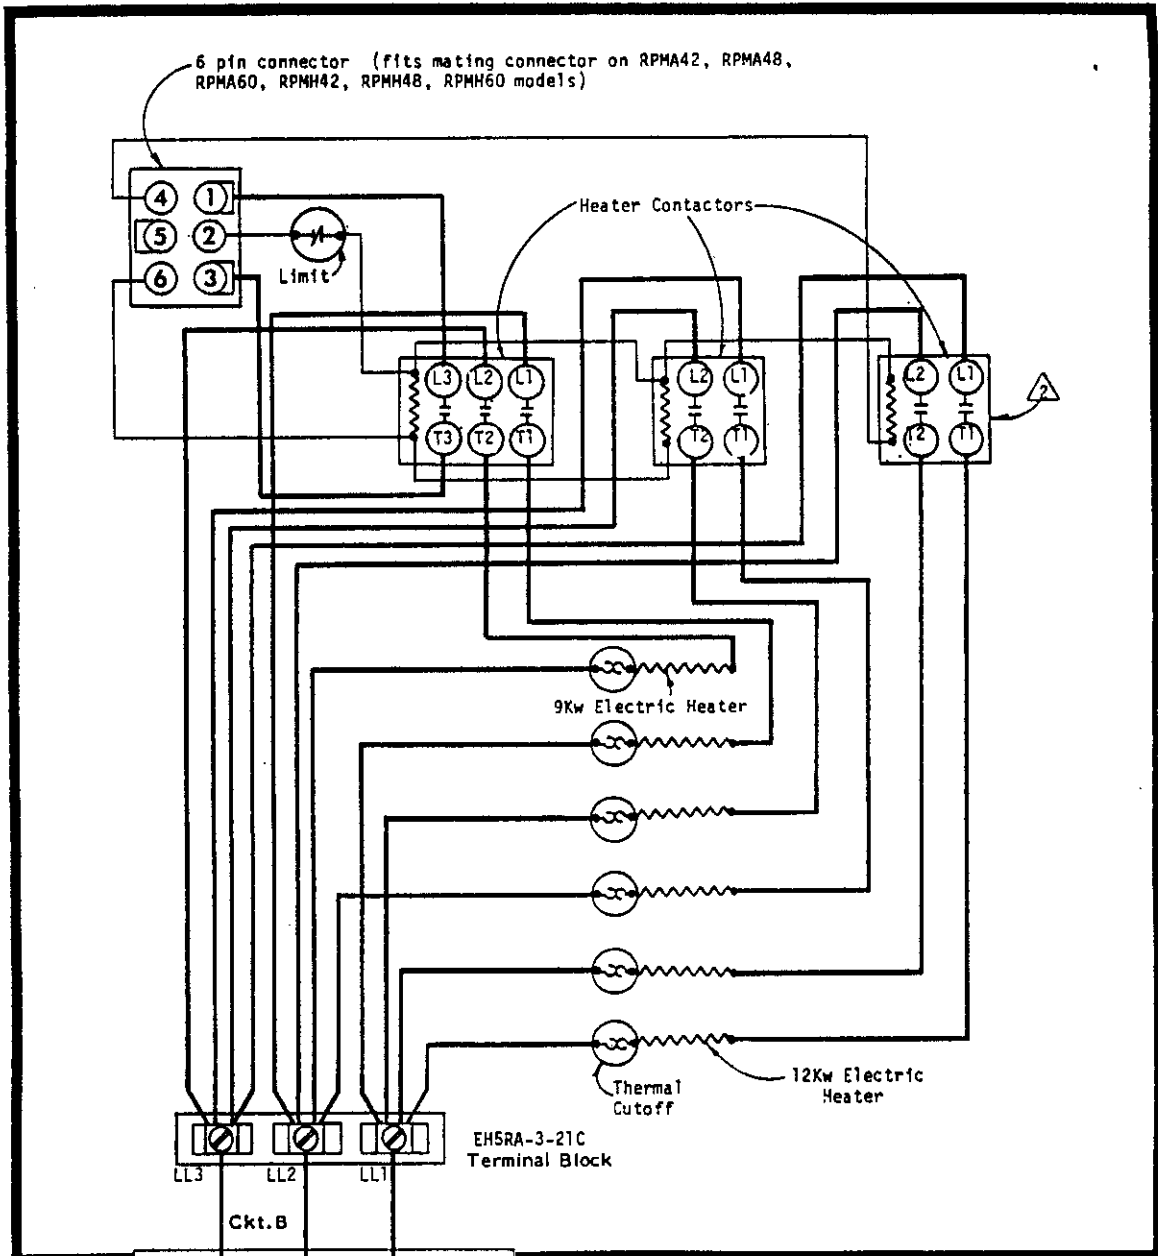 6 pin connector (fits mating connector on RPMA42, RPMA48,
RPMA60, RPMH42, RPMH48, RPMH60 models)
4 1
5 2
6 3
Limit
Heater Contactors
L3 L2 L1
T3 T2 T1
L2 L1
T2 T1
L2 L1
T2 T1
2
9Kw Electric Heater
12Kw Electric
Heater
Thermal
Cutoff
EH5RA-3-21C
Terminal Block
LL3 LL2 LL1
Ckt.B